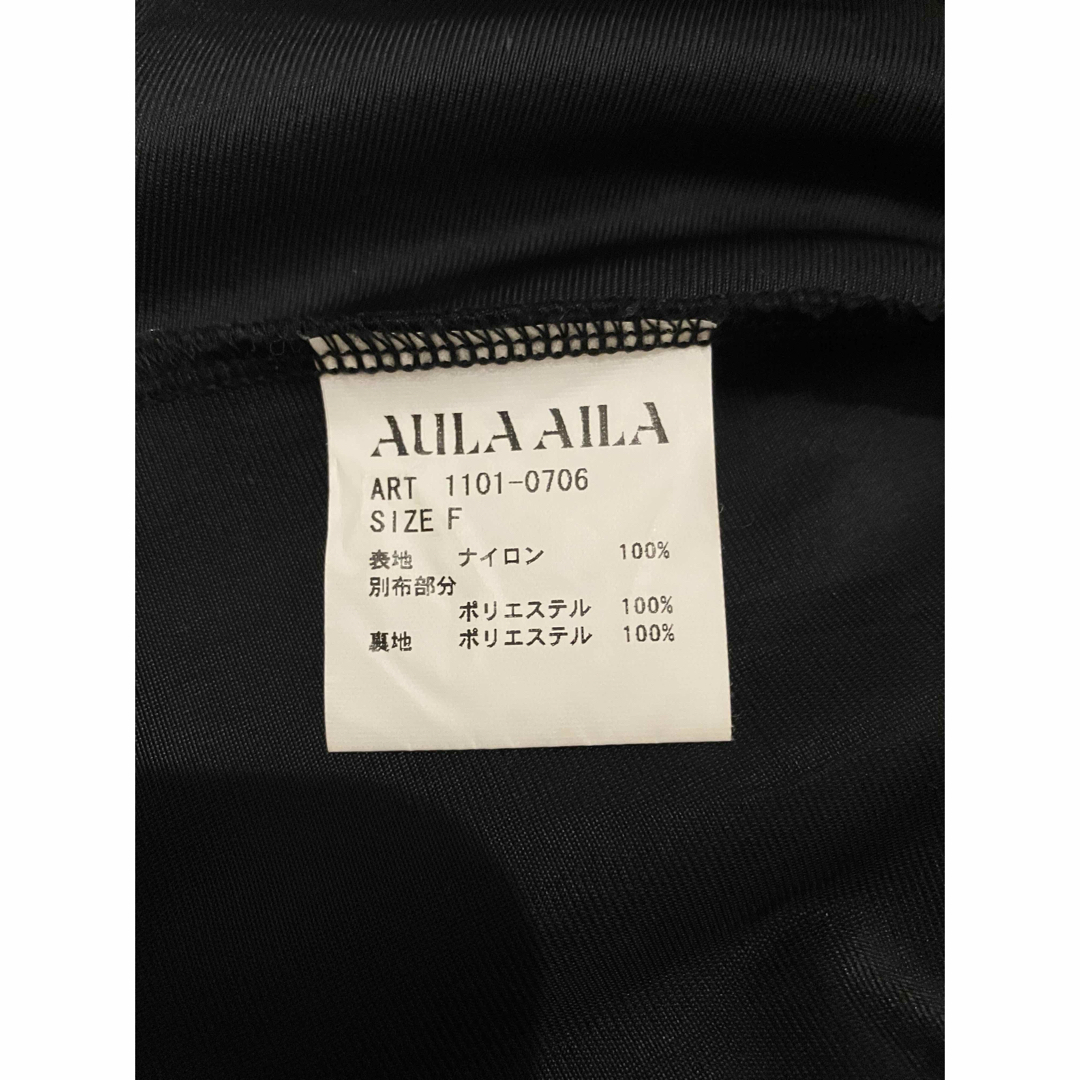 AULA AILA
ART 1101-0706
SIZE F
表地 ナイロン 100%
別布部分
ポリエステル 100%
裏地 ポリエステル 100%